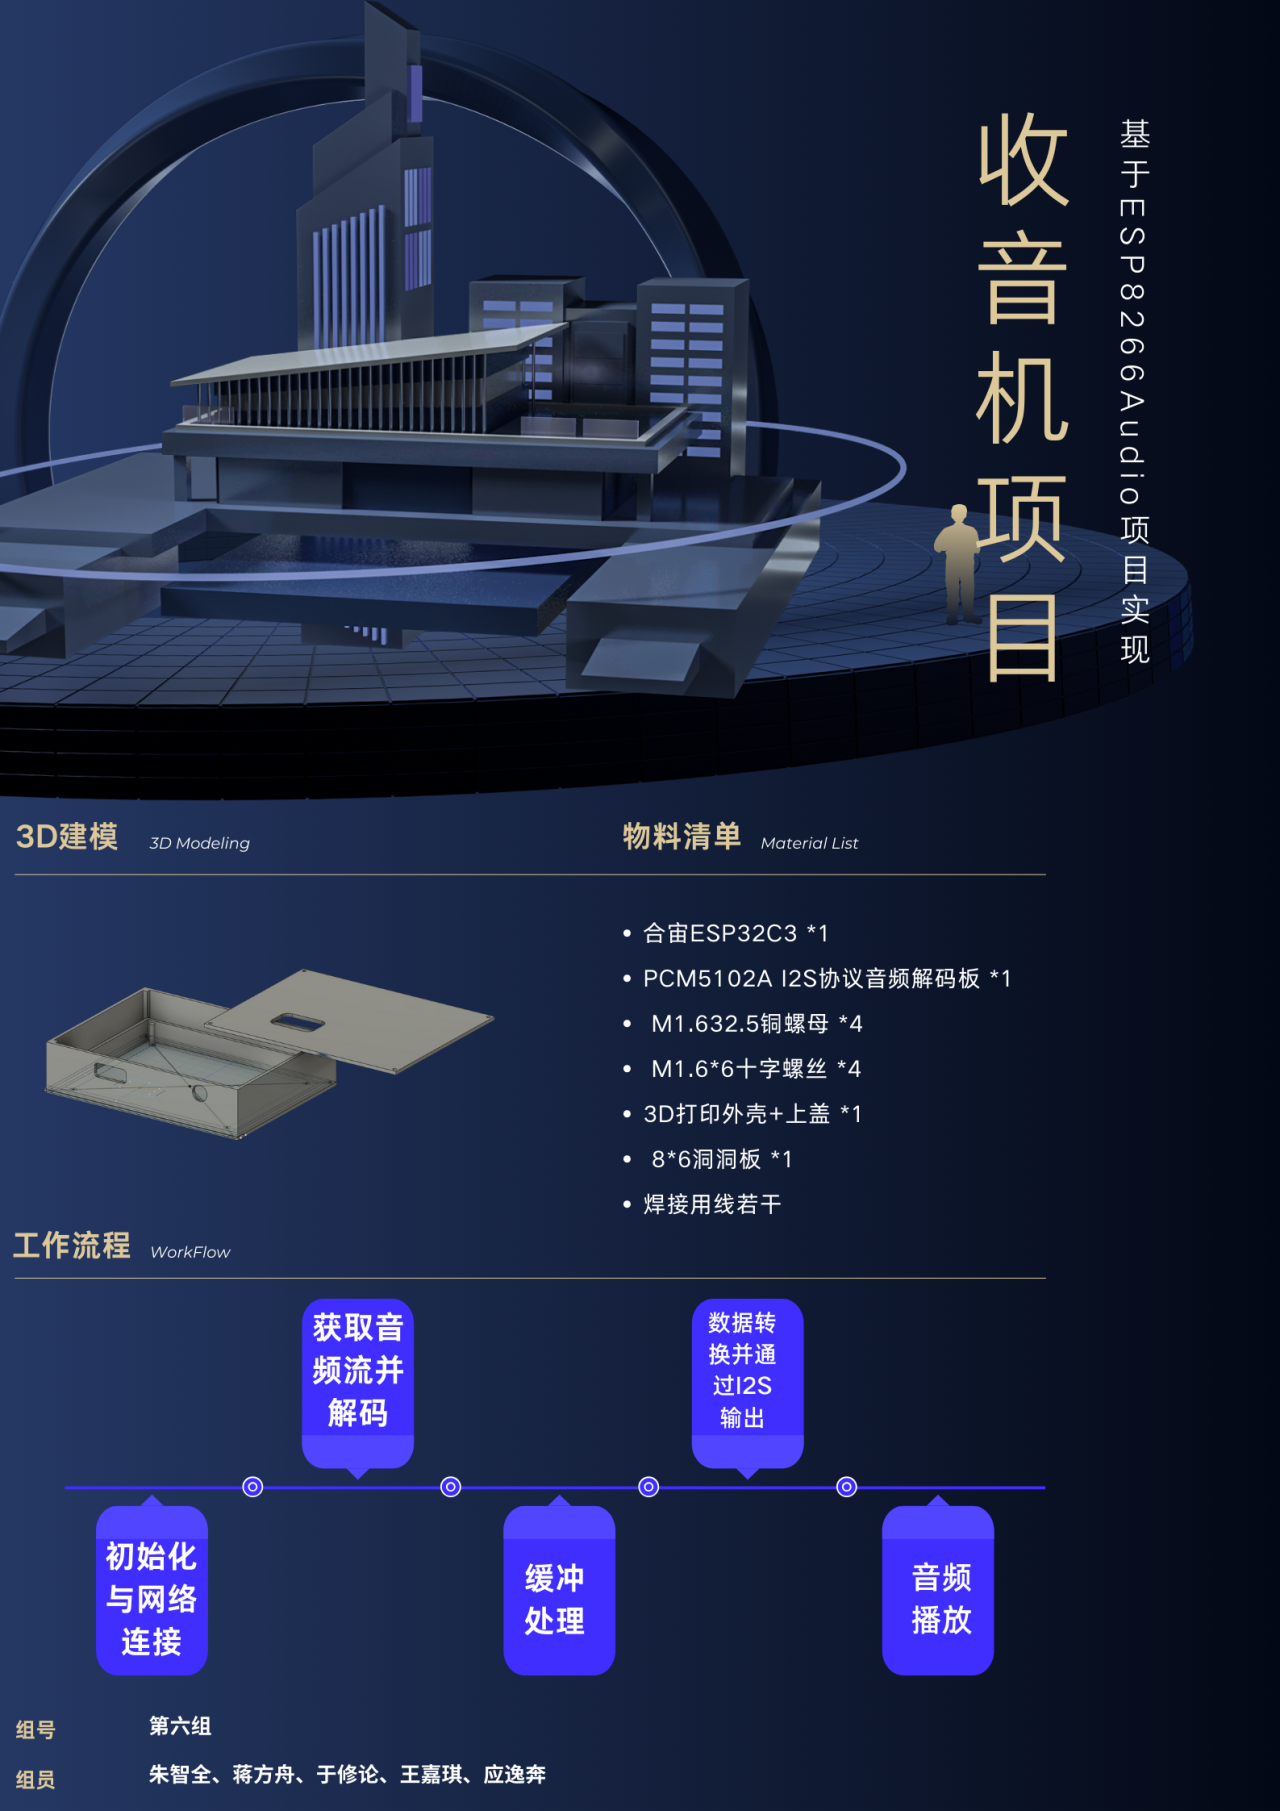 收音机项目
基于ESP8266Audio项目实现
3D建模 3D Modeling
物料清单 Material List
• 合宙ESP32C3 *1
• PCM5102A I2S协议音频解码板 *1
• M1.632.5铜螺母 *4
• M1.6*6十字螺丝 *4
• 3D打印外壳+上盖 *1
• 8*6洞洞板 *1
• 焊接用线若干
工作流程 WorkFlow
初始化
与网络
连接
获取音
频流并
解码
缓冲
处理
数据转
换并通
过I2S
输出
音频
播放
组号 第六组
组员 朱智全、蒋方舟、于修论、王嘉琪、应逸奔